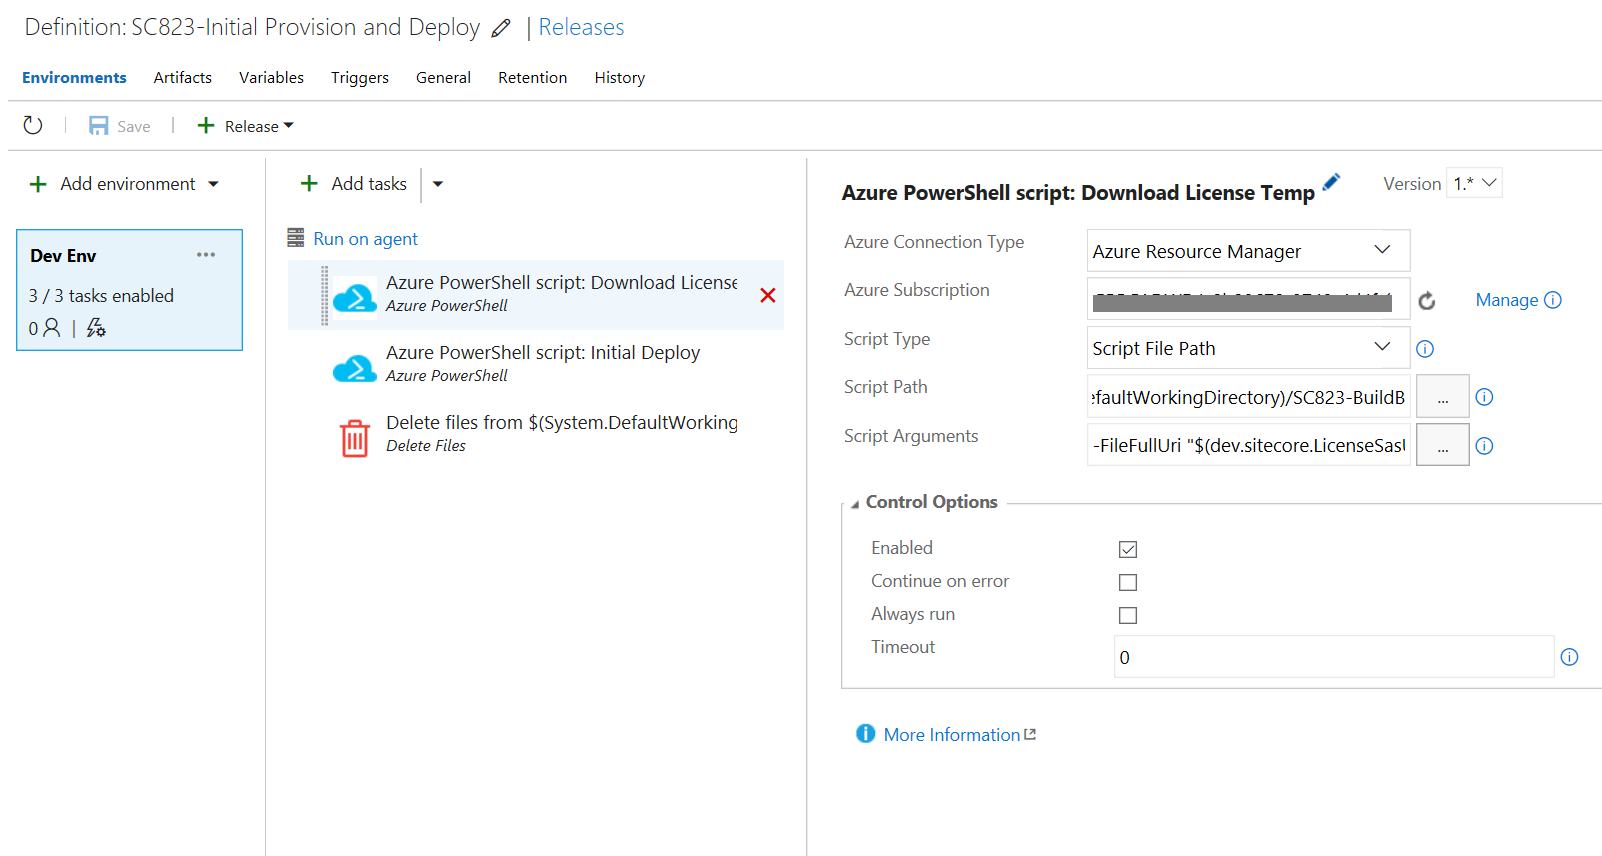 Definition: SC823-Initial Provision and Deploy | Releases
Environments Artifacts Variables Triggers General Retention History
Save Release
Add environment
Dev Env ...
3 / 3 tasks enabled
0
Add tasks
Run on agent
Azure PowerShell script: Download License
Azure PowerShell
Azure PowerShell script: Initial Deploy
Azure PowerShell
Delete files from $(System.DefaultWorking
Delete Files
Azure PowerShell script: Download License Temp
Version 1.*
Azure Connection Type Azure Resource Manager
Azure Subscription Manage
Script Type Script File Path
Script Path efaultWorkingDirectory)/SC823-BuildB ...
Script Arguments -FileFullUri "$(dev.sitecore.LicenseSasU ...
Control Options
Enabled
Continue on error
Always run
Timeout 0
More Information